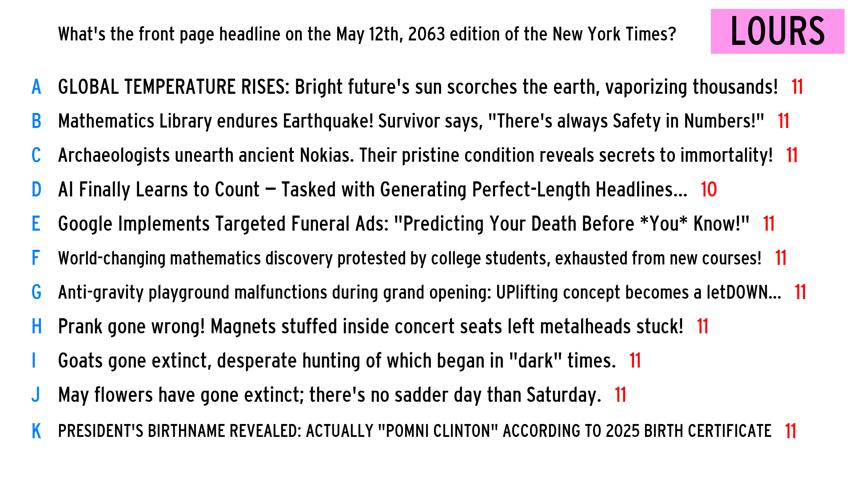 What's the front page headline on the May 12th, 2063 edition of the New York Times?
LOURS
A GLOBAL TEMPERATURE RISES: Bright future's sun scorches the earth, vaporizing thousands! 11
B Mathematics Library endures Earthquake! Survivor says, "There's always Safety in Numbers!" 11
C Archaeologists unearth ancient Nokias. Their pristine condition reveals secrets to immortality! 11
D AI Finally Learns to Count – Tasked with Generating Perfect-Length Headlines... 10
E Google Implements Targeted Funeral Ads: "Predicting Your Death Before *You* Know!" 11
F World-changing mathematics discovery protested by college students, exhausted from new courses! 11
G Anti-gravity playground malfunctions during grand opening: UPlifting concept becomes a letDOWN... 11
H Prank gone wrong! Magnets stuffed inside concert seats left metalheads stuck! 11
I Goats gone extinct, desperate hunting of which began in "dark" times. 11
J May flowers have gone extinct; there's no sadder day than Saturday. 11
K PRESIDENT'S BIRTHNAME REVEALED: ACTUALLY "POMNI CLINTON" ACCORDING TO 2025 BIRTH CERTIFICATE 11